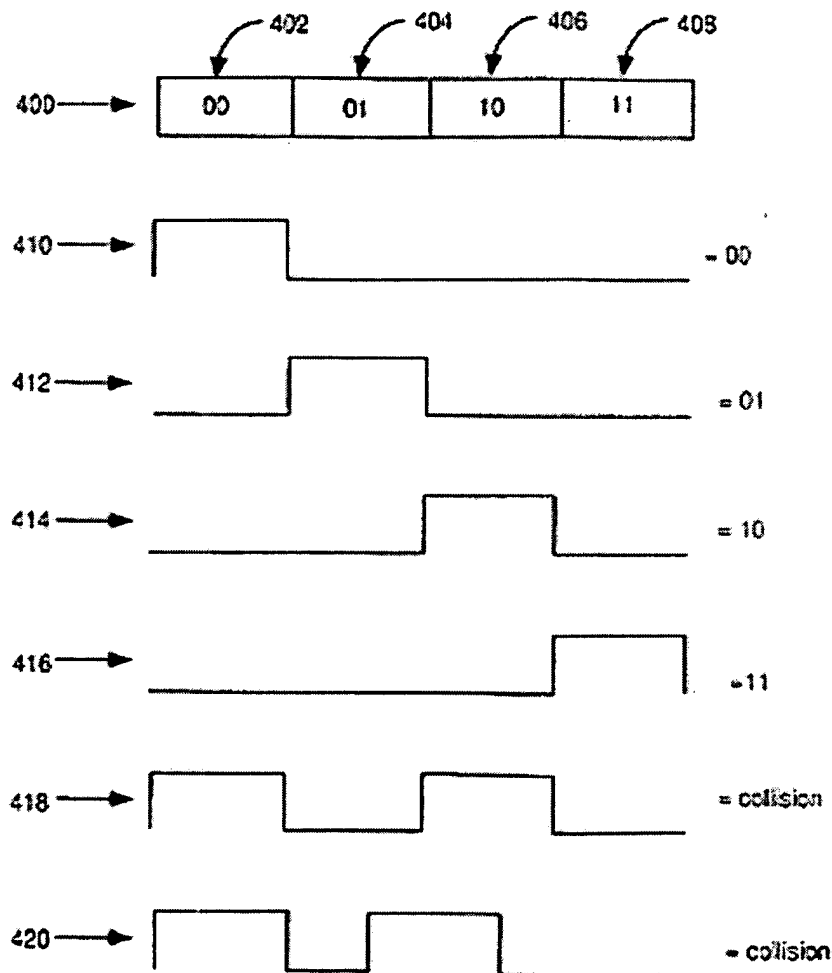 402 404 406 408
400 00 01 10 11
410 = 00
412 = 01
414 = 10
416 =11
418 = collision
420 = collision